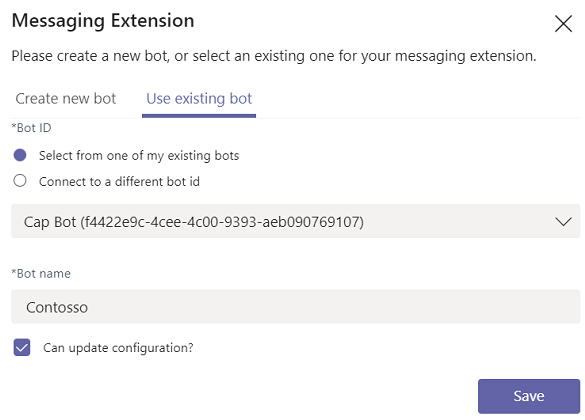 Messaging Extension
Please create a new bot, or select an existing one for your messaging extension.
Create new bot Use existing bot
*Bot ID
Select from one of my existing bots
Connect to a different bot id
Cap Bot (f4422e9c-4cee-4c00-9393-aeb090769107)
*Bot name
Contosso
Can update configuration?
Save